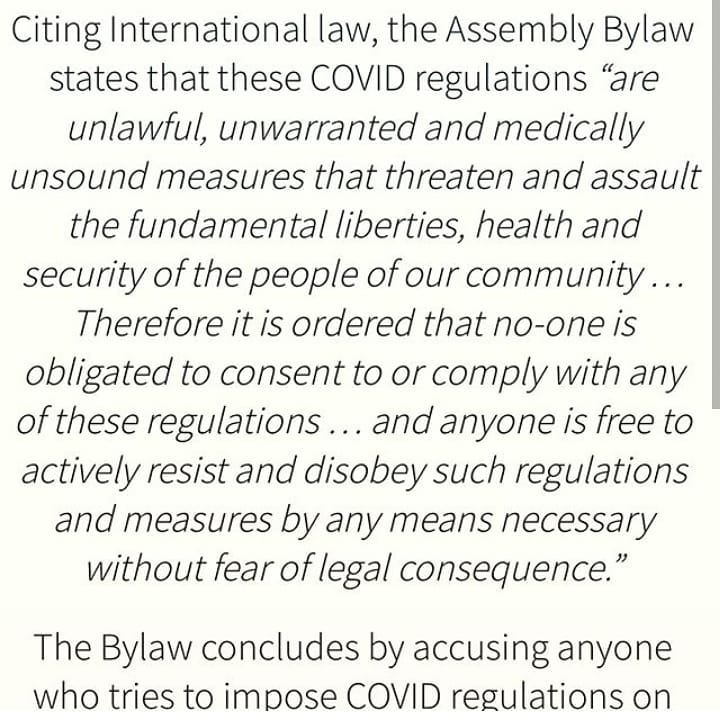 Citing International law, the Assembly Bylaw
states that these COVID regulations “are
unlawful, unwarranted and medically
unsound measures that threaten and assault
the fundamental liberties, health and
security of the people of our community …
Therefore it is ordered that no-one is
obligated to consent to or comply with any
of these regulations … and anyone is free to
actively resist and disobey such regulations
and measures by any means necessary
without fear of legal consequence.”
The Bylaw concludes by accusing anyone
who tries to impose COVID regulations on